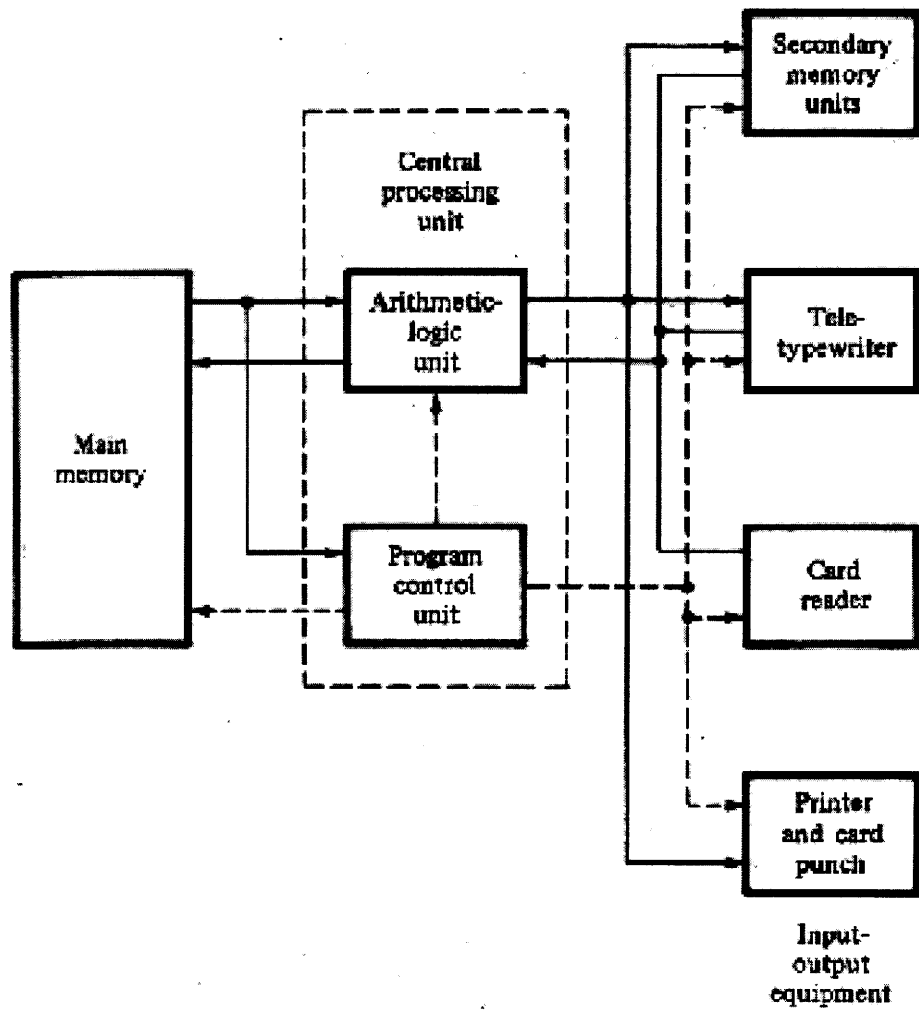 Secondary
memory
units
Central
processing
unit
Arithmetic-
logic
unit
Tele-
typewriter
Main
memory
Program
control
unit
Card
reader
Printer
and card
punch
Input-
output
equipment